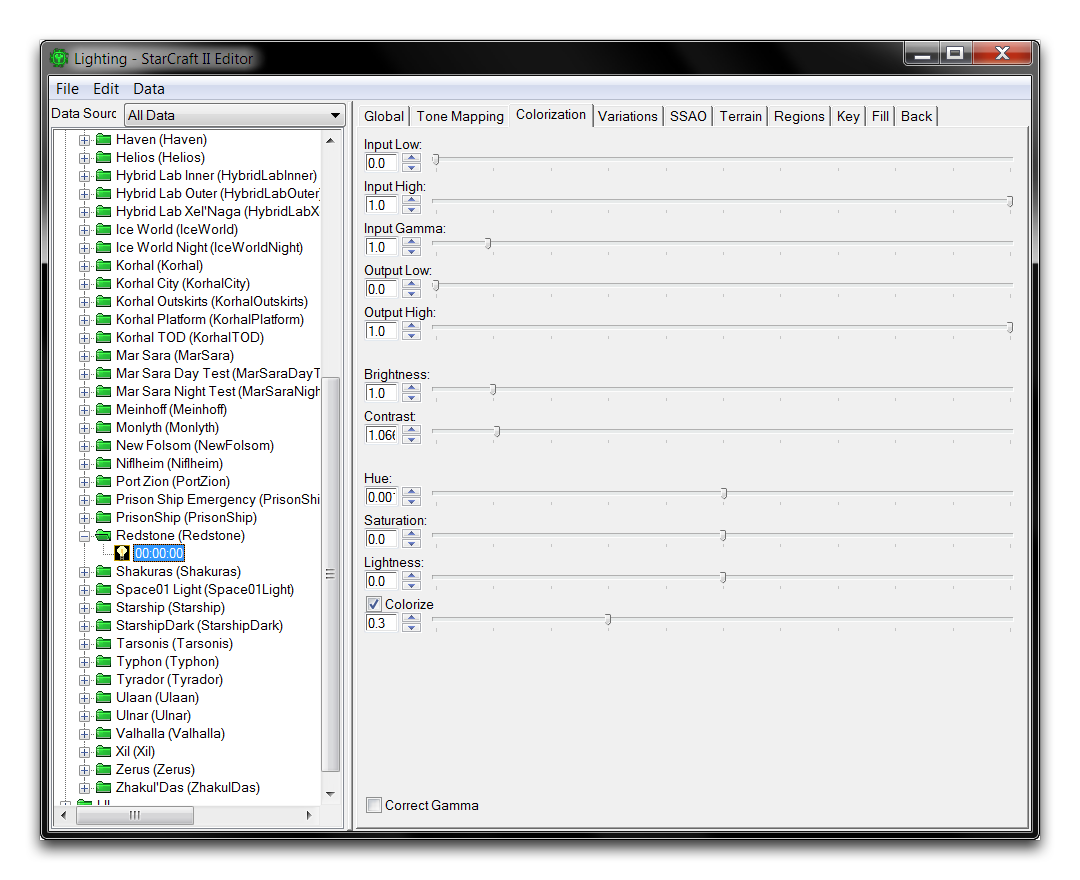 Lighting - StarCraft II Editor
File Edit Data
Data Sourc All Data
Haven (Haven)
Helios (Helios)
Hybrid Lab Inner (HybridLabInner)
Hybrid Lab Outer (HybridLabOuter
Hybrid Lab Xel'Naga (HybridLabX
Ice World (IceWorld)
Ice World Night (IceWorldNight)
Korhal (Korhal)
Korhal City (KorhalCity)
Korhal Outskirts (KorhalOutskirts)
Korhal Platform (KorhalPlatform)
Korhal TOD (KorhalTOD)
Mar Sara (MarSara)
Mar Sara Day Test (MarSaraDayT
Mar Sara Night Test (MarSaraNigh
Meinhoff (Meinhoff)
Monlyth (Monlyth)
New Folsom (NewFolsom)
Niflheim (Niflheim)
Port Zion (PortZion)
Prison Ship Emergency (PrisonShi
PrisonShip (PrisonShip)
Redstone (Redstone)
00:00:00
Shakuras (Shakuras)
Space01 Light (Space01Light)
Starship (Starship)
StarshipDark (StarshipDark)
Tarsonis (Tarsonis)
Typhon (Typhon)
Tyrador (Tyrador)
Ulaan (Ulaan)
Ulnar (Ulnar)
Valhalla (Valhalla)
Xil (Xil)
Zerus (Zerus)
Zhakul'Das (ZhakulDas)
Global Tone Mapping Colorization Variations SSAO Terrain Regions Key Fill Back
Input Low:
0.0
Input High:
1.0
Input Gamma:
1.0
Output Low:
0.0
Output High:
1.0
Brightness:
1.0
Contrast:
1.066
Hue:
0.00
Saturation:
0.0
Lightness:
0.0
Colorize
0.3
Correct Gamma